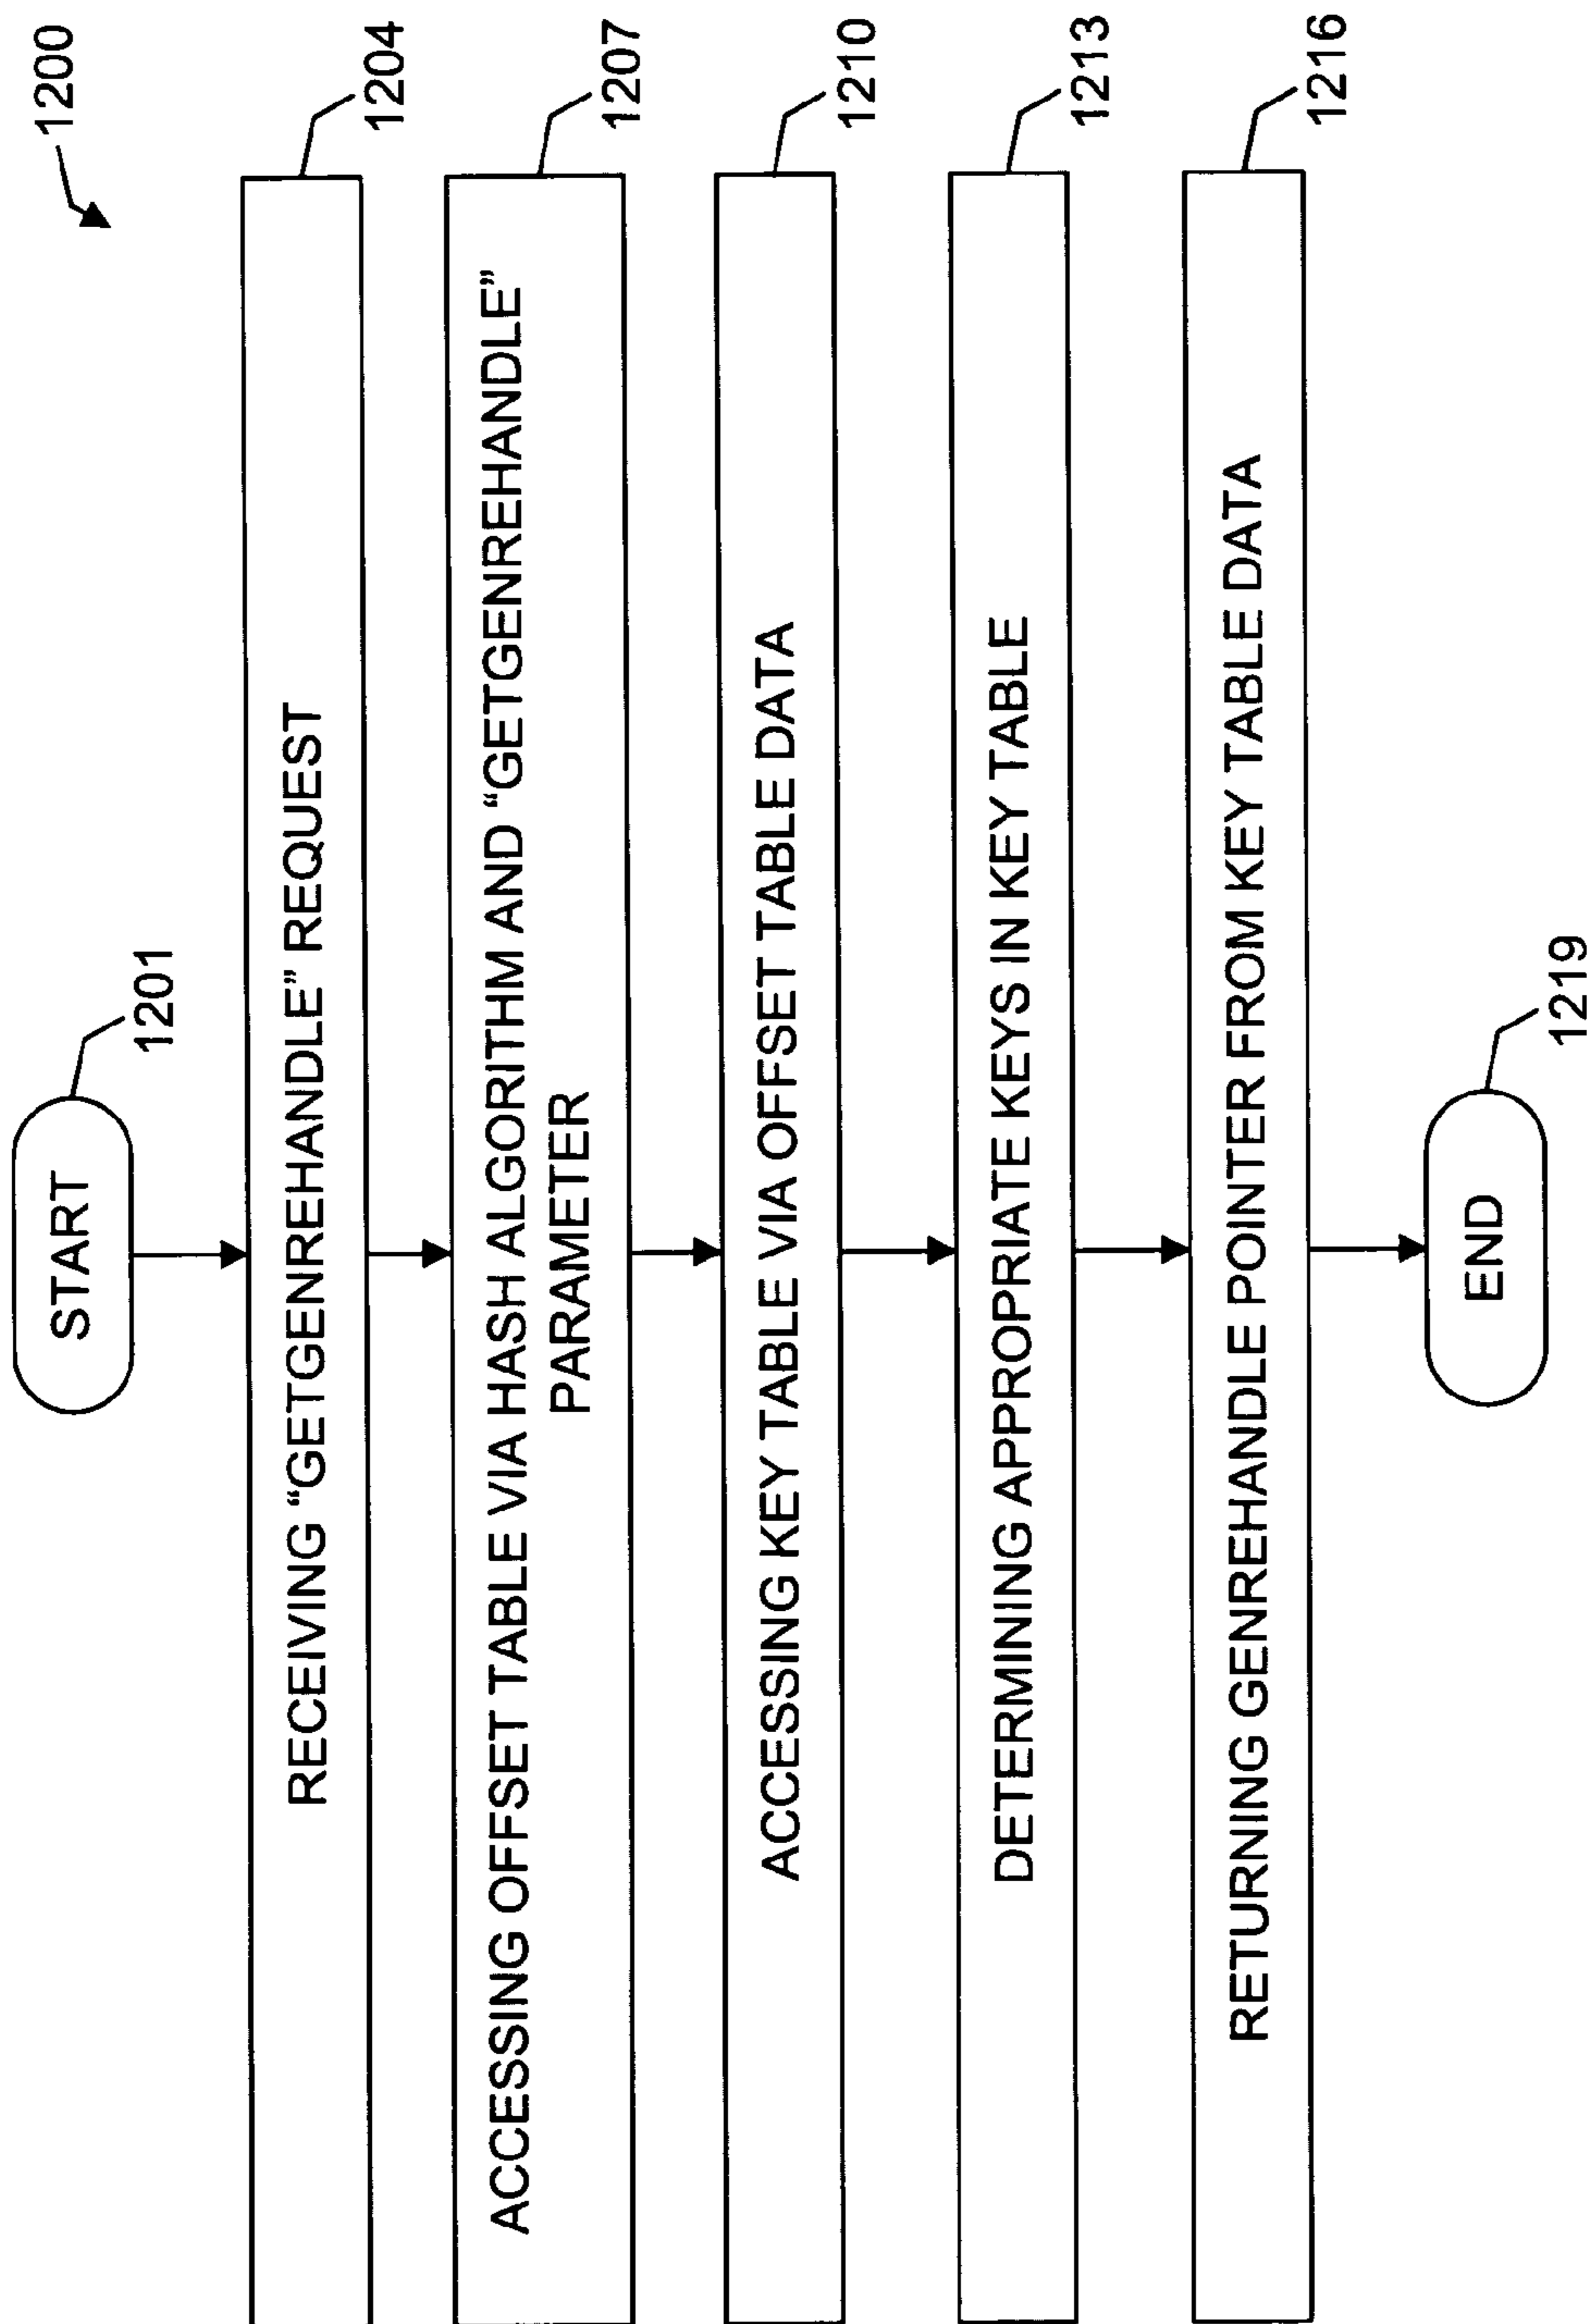 1200
START
1201
RECEIVING “GETGENREHANDLE” REQUEST
1204
ACCESSING OFFSET TABLE VIA HASH ALGORITHM AND “GETGENREHANDLE”
PARAMETER
1207
ACCESSING KEY TABLE VIA OFFSET TABLE DATA
1210
DETERMINING APPROPRIATE KEYS IN KEY TABLE
1213
RETURNING GENREHANDLE POINTER FROM KEY TABLE DATA
1216
END
1219